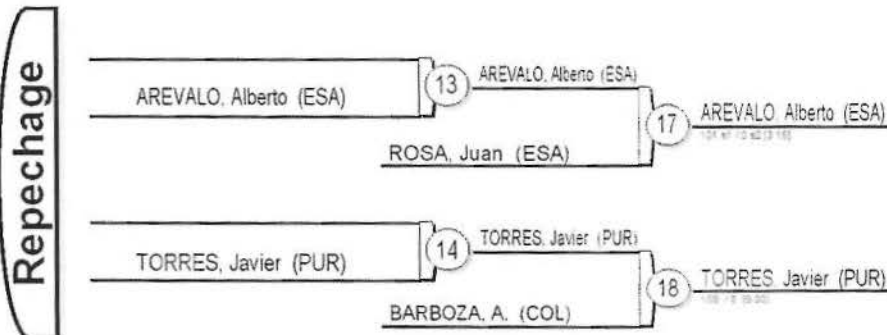 Repechage
AREVALO, Alberto (ESA)
13
AREVALO, Alberto (ESA)
ROSA, Juan (ESA)
17
AREVALO, Alberto (ESA)
TORRES, Javier (PUR)
14
TORRES, Javier (PUR)
BARBOZA, A. (COL)
18
TORRES, Javier (PUR)